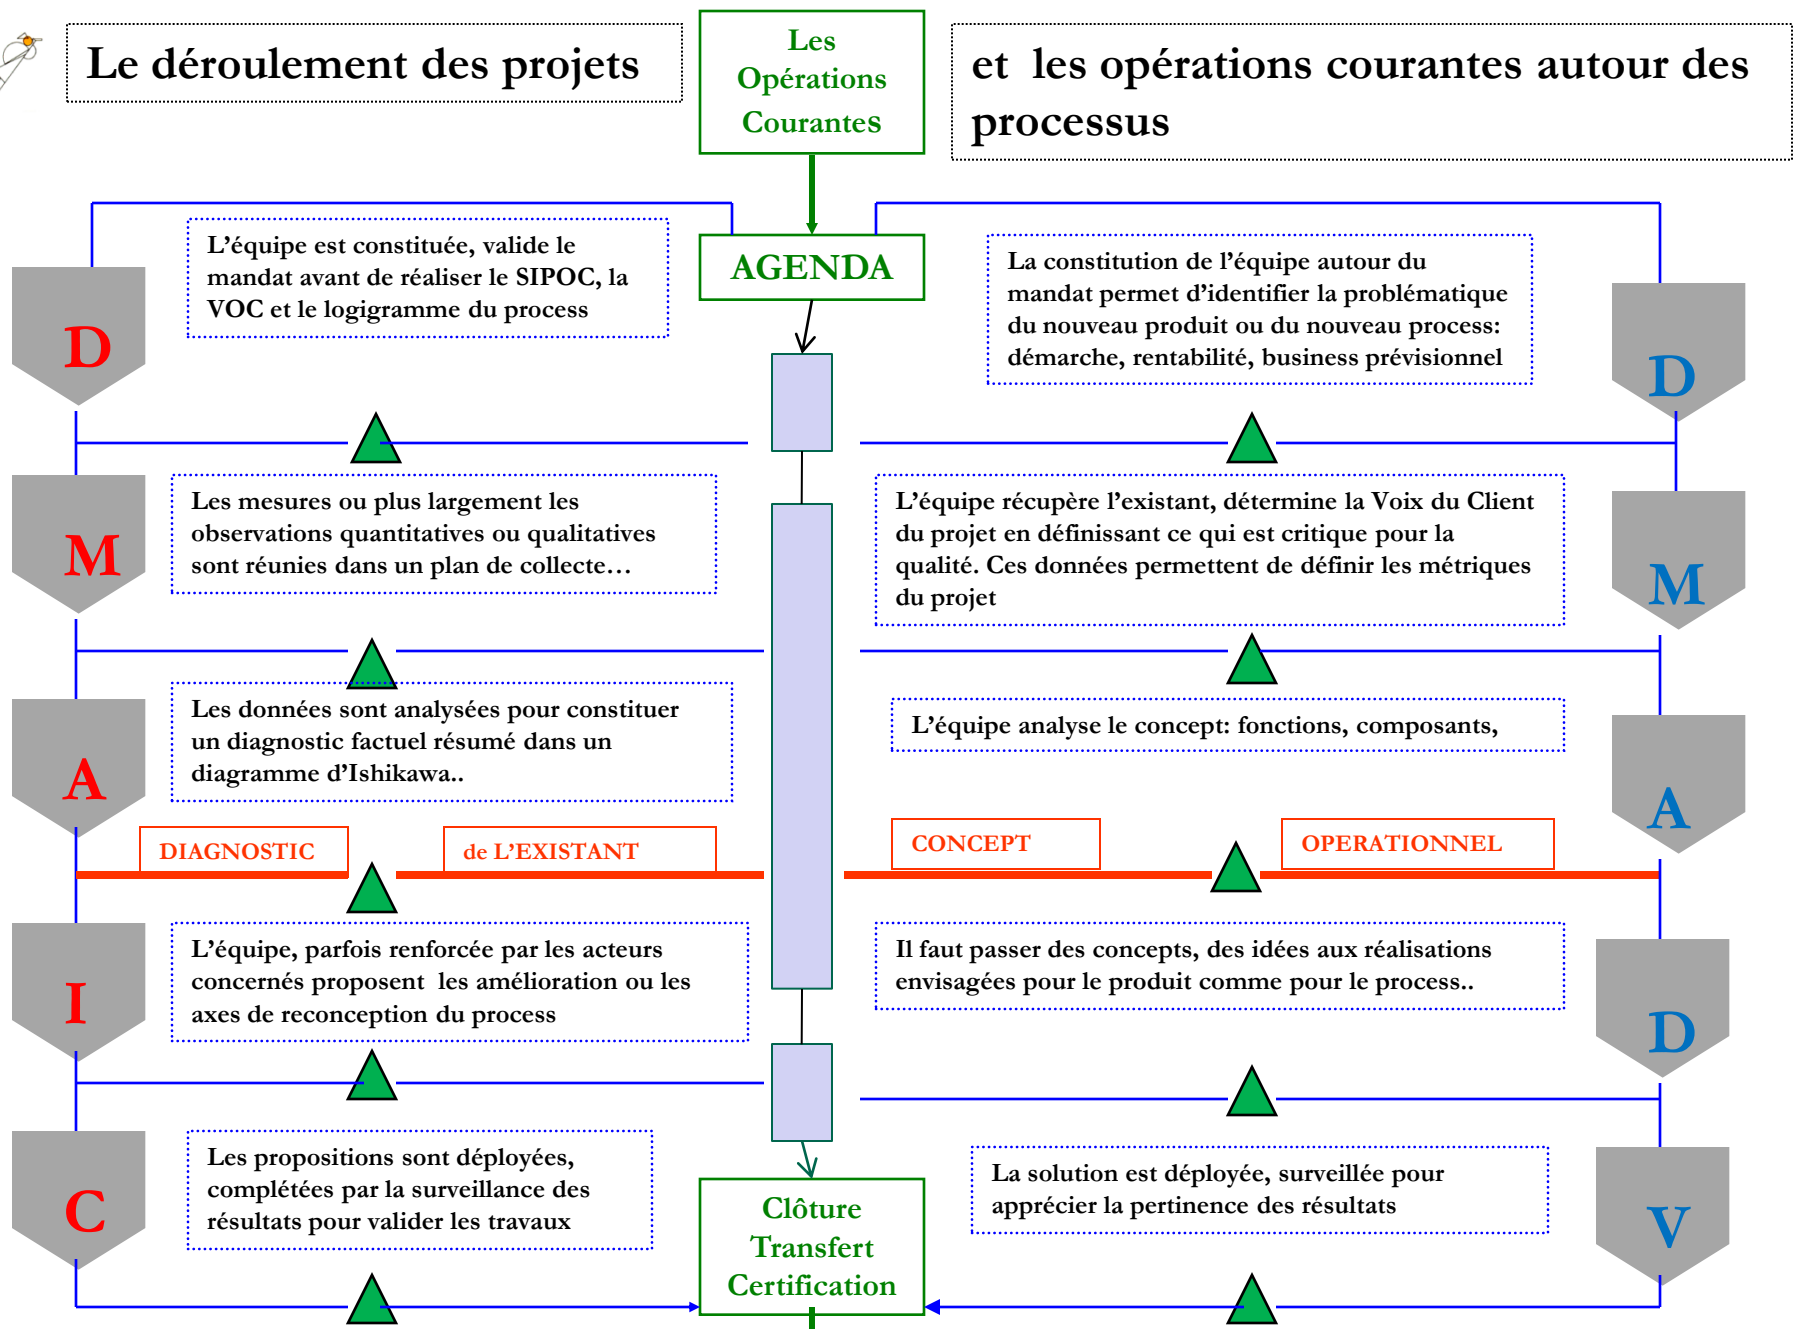 Le déroulement des projets
Les
Opérations
Courantes
et les opérations courantes autour des
processus
AGENDA
L'équipe est constituée, valide le
mandat avant de réaliser le SIPOC, la
VOC et le logigramme du process
D
La constitution de l'équipe autour du
mandat permet d'identifier la problématique
du nouveau produit ou du nouveau process:
démarche, rentabilité, business prévisionnel
D
Les mesures ou plus largement les
observations quantitatives ou qualitatives
sont réunies dans un plan de collecte…
M
L'équipe récupère l'existant, détermine la Voix du Client
du projet en définissant ce qui est critique pour la
qualité. Ces données permettent de définir les métriques
du projet
M
Les données sont analysées pour constituer
un diagnostic factuel résumé dans un
diagramme d'Ishikawa..
A
L'équipe analyse le concept: fonctions, composants,
A
DIAGNOSTIC
de L'EXISTANT
CONCEPT
OPERATIONNEL
L'équipe, parfois renforcée par les acteurs
concernés proposent les amélioration ou les
axes de reconception du process
I
Il faut passer des concepts, des idées aux réalisations
envisagées pour le produit comme pour le process..
D
Les propositions sont déployées,
complétées par la surveillance des
résultats pour valider les travaux
C
Clôture
Transfert
Certification
La solution est déployée, surveillée pour
apprécier la pertinence des résultats
V